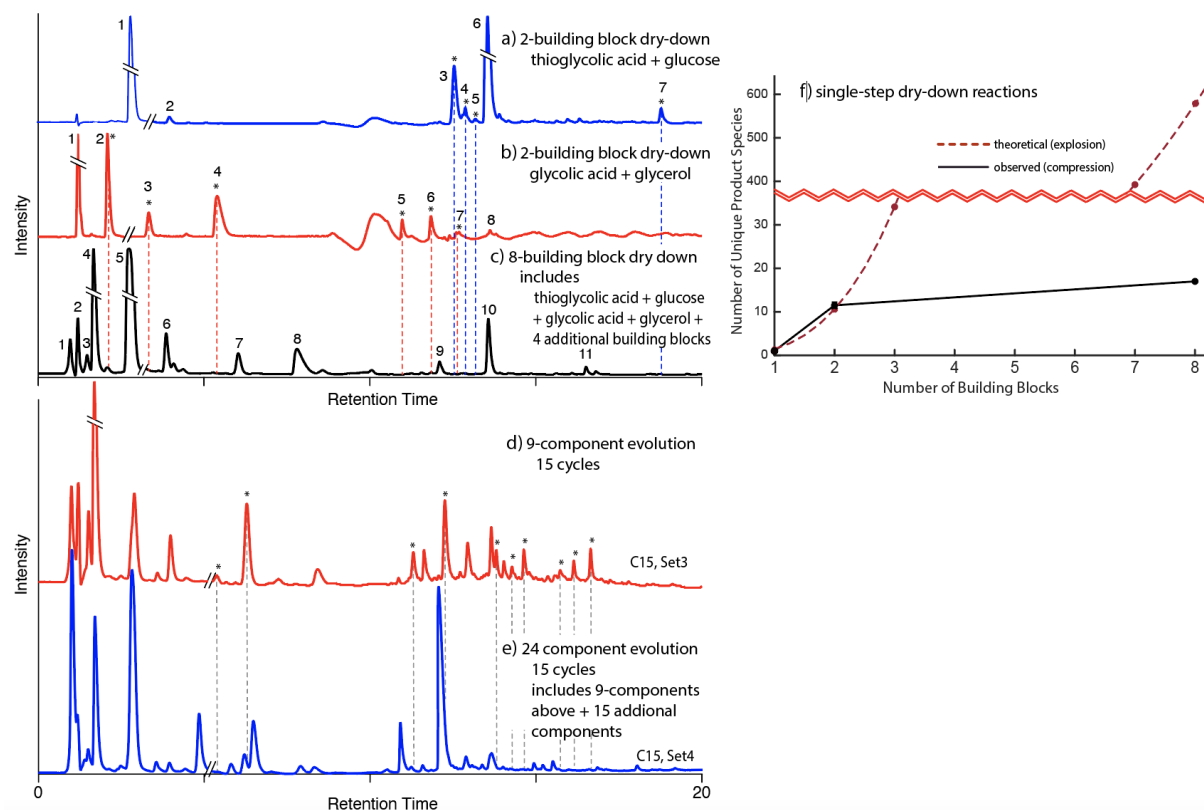 a) 2-building block dry-down
thioglycolic acid + glucose
1
2
3
*
4
*
5
*
6
7
*
b) 2-building block dry-down
glycolic acid + glycerol
1
2
*
3
*
4
*
5
*
6
*
7
*
8
c) 8-building block dry down
includes
thioglycolic acid + glucose
+ glycolic acid + glycerol +
4 additional building blocks
1
2
3
4
5
6
7
8
9
10
11
Intensity
0
20
Retention Time
f) single-step dry-down reactions
theoretical (explosion)
observed (compression)
Number of Unique Product Species
600
500
400
30
20
10
0
1
2
3
7
8
Number of Building Blocks
d) 9-component evolution
15 cycles
*
*
*
*
*
*
*
*
*
*
C15, Set3
Intensity
e) 24 component evolution
15 cycles
includes 9-components
above + 15 addional
components
C15, Set4
0
20
Retention Time